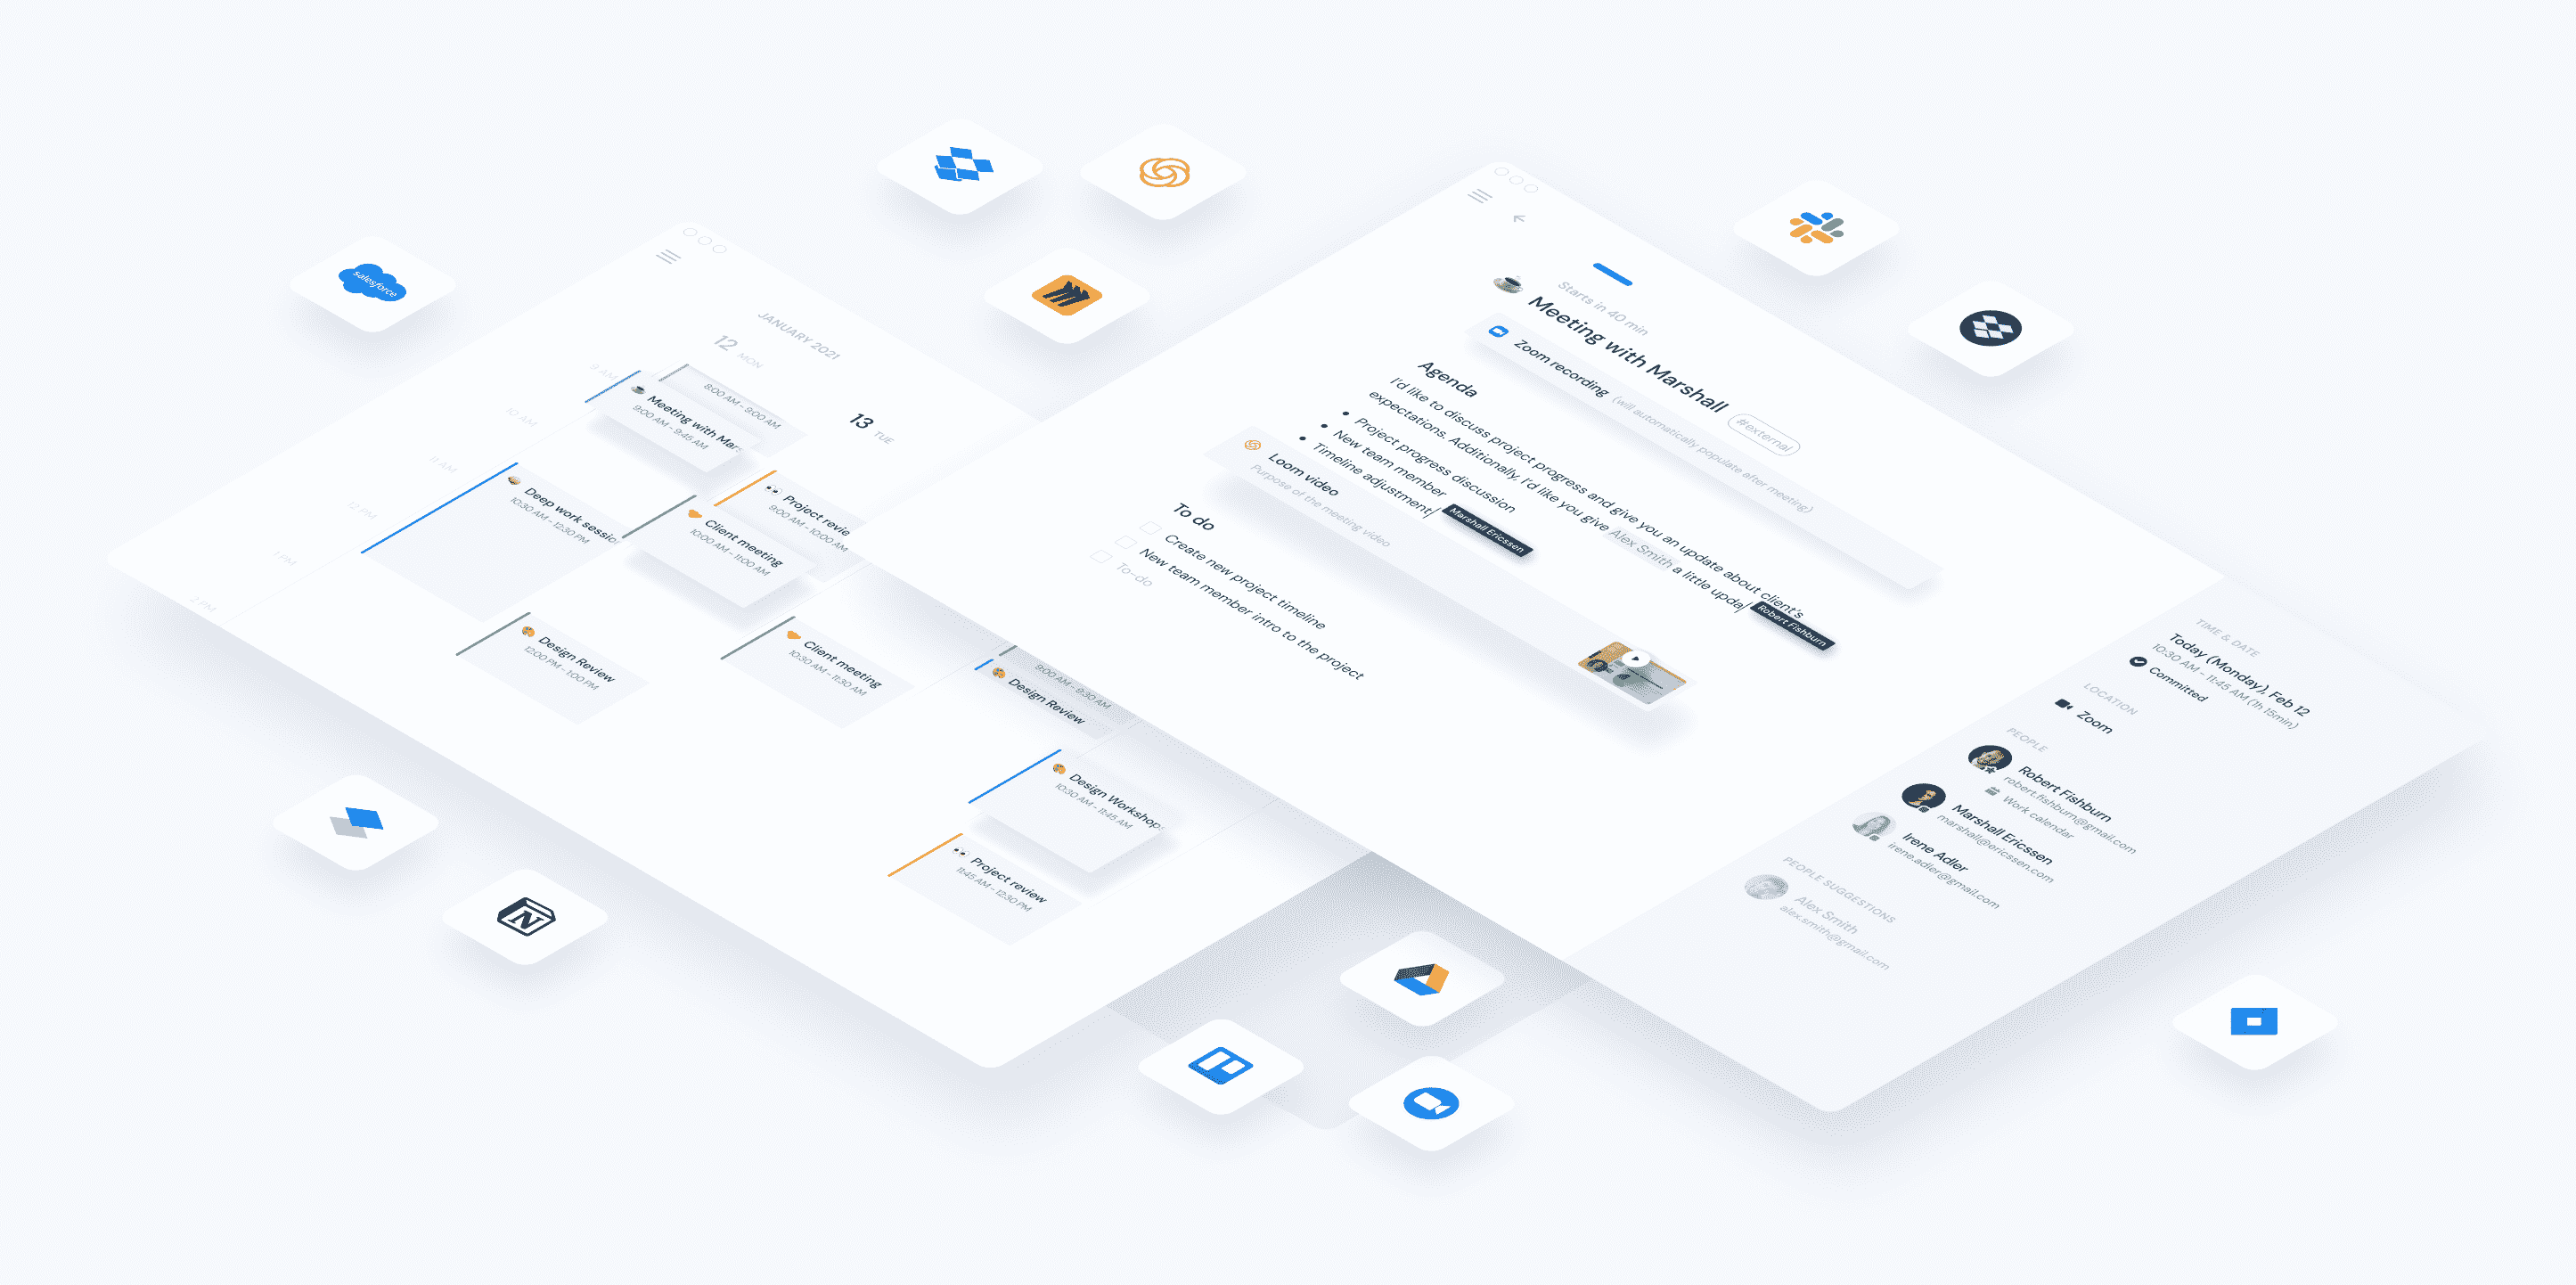 salesforce
JANUARY 2021
12 MON
13 TUE
9 AM
10 AM
11 AM
12 PM
1 PM
2 PM
8:00 AM – 9:00 AM
Meeting with Mars
9:00 AM – 9:45 AM
Deep work sessio
10:30 AM – 12:30 PM
Design Review
12:00 PM – 1:00 PM
Project revie
9:00 AM – 10:00 AM
Client meeting
10:00 AM – 11:00 AM
Client meeting
10:30 AM – 11:30 AM
9:00 AM – 9:30 AM
Design Review
Design Workshop
10:30 AM – 11:45 AM
Project review
11:45 AM – 12:30 PM
Starts in 40 min
Meeting with Marshall #external
Zoom recording (will automatically populate after meeting)
Agenda
I'd like to discuss project progress and give you an update about client's
expectations. Additionally, I'd like you give Alex Smith a little upda
Robert Fishburn
• Project progress discussion
• New team member
• Timeline adjustment
Marshall Ericssen
Loom video
Purpose of the meeting video
To do
Create new project timeline
New team member intro to the project
To-do
TIME & DATE
Today (Monday), Feb 12
10:30 AM – 11:45 AM (1h 15min)
Committed
LOCATION
Zoom
PEOPLE
Robert Fishburn
robert.fishburn@gmail.com
Work calendar
Marshall Ericssen
marshall@ericssen.com
Irene Adler
irene.adler@gmail.com
PEOPLE SUGGESTIONS
Alex Smith
alex.smith@gmail.com
N